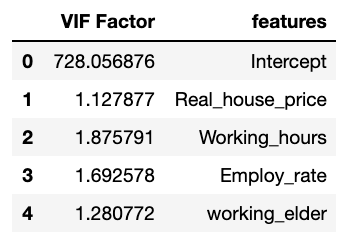 VIF Factor features
0 728.056876 Intercept
1 1.127877 Real_house_price
2 1.875791 Working_hours
3 1.692578 Employ_rate
4 1.280772 working_elder